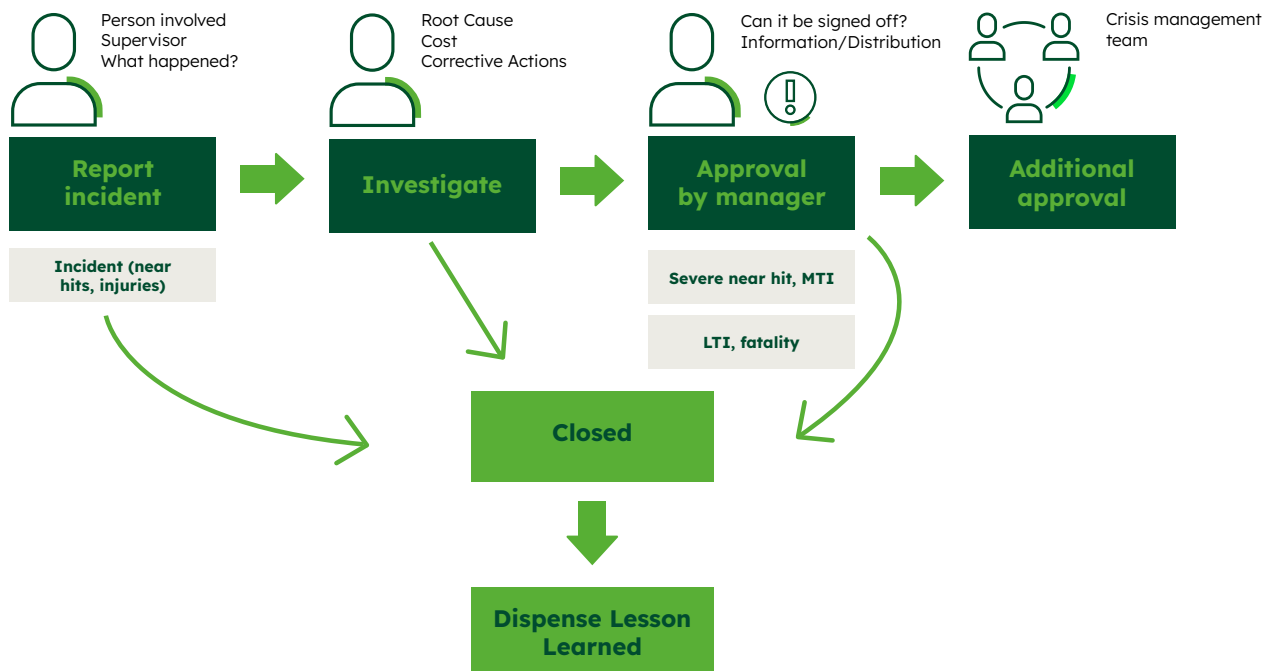 Person involved
Supervisor
What happened?
Root Cause
Cost
Corrective Actions
Can it be signed off?
Information/Distribution
Crisis management
team
Report
incident
Investigate
Approval
by manager
Additional
approval
Incident (near
hits, injuries)
Severe near hit, MTI
LTI, fatality
Closed
Dispense Lesson
Learned